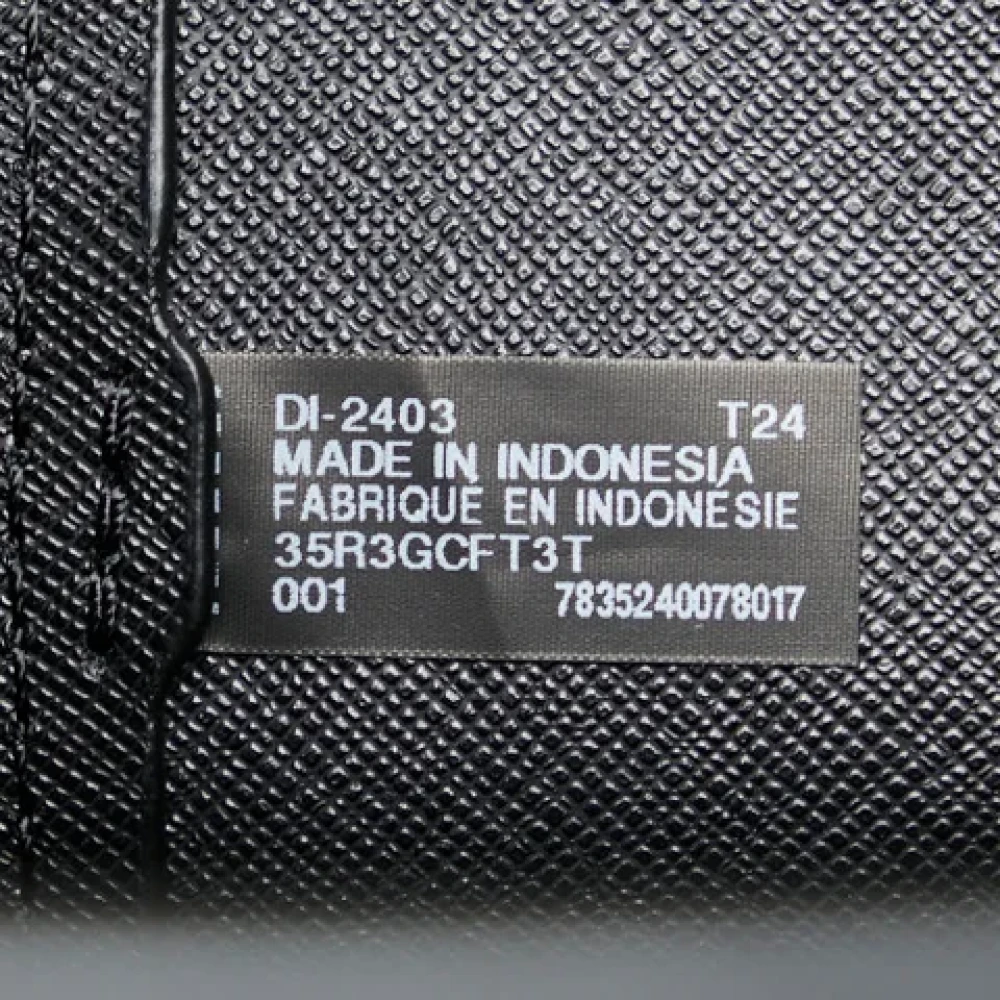 DI-2403 T24
MADE IN INDONESIA
FABRIQUE EN INDONESIE
35R3GCFT3T
001 7835240078017